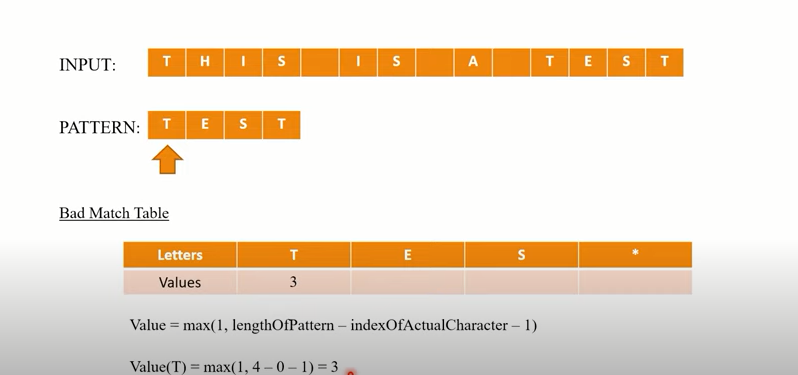 INPUT: T H I S I S A T E S T
PATTERN: T E S T
Bad Match Table
Letters T E S *
Values 3
Value = max(1, lengthOfPattern – indexOfActualCharacter – 1)
Value(T) = max(1, 4 – 0 – 1) = 3